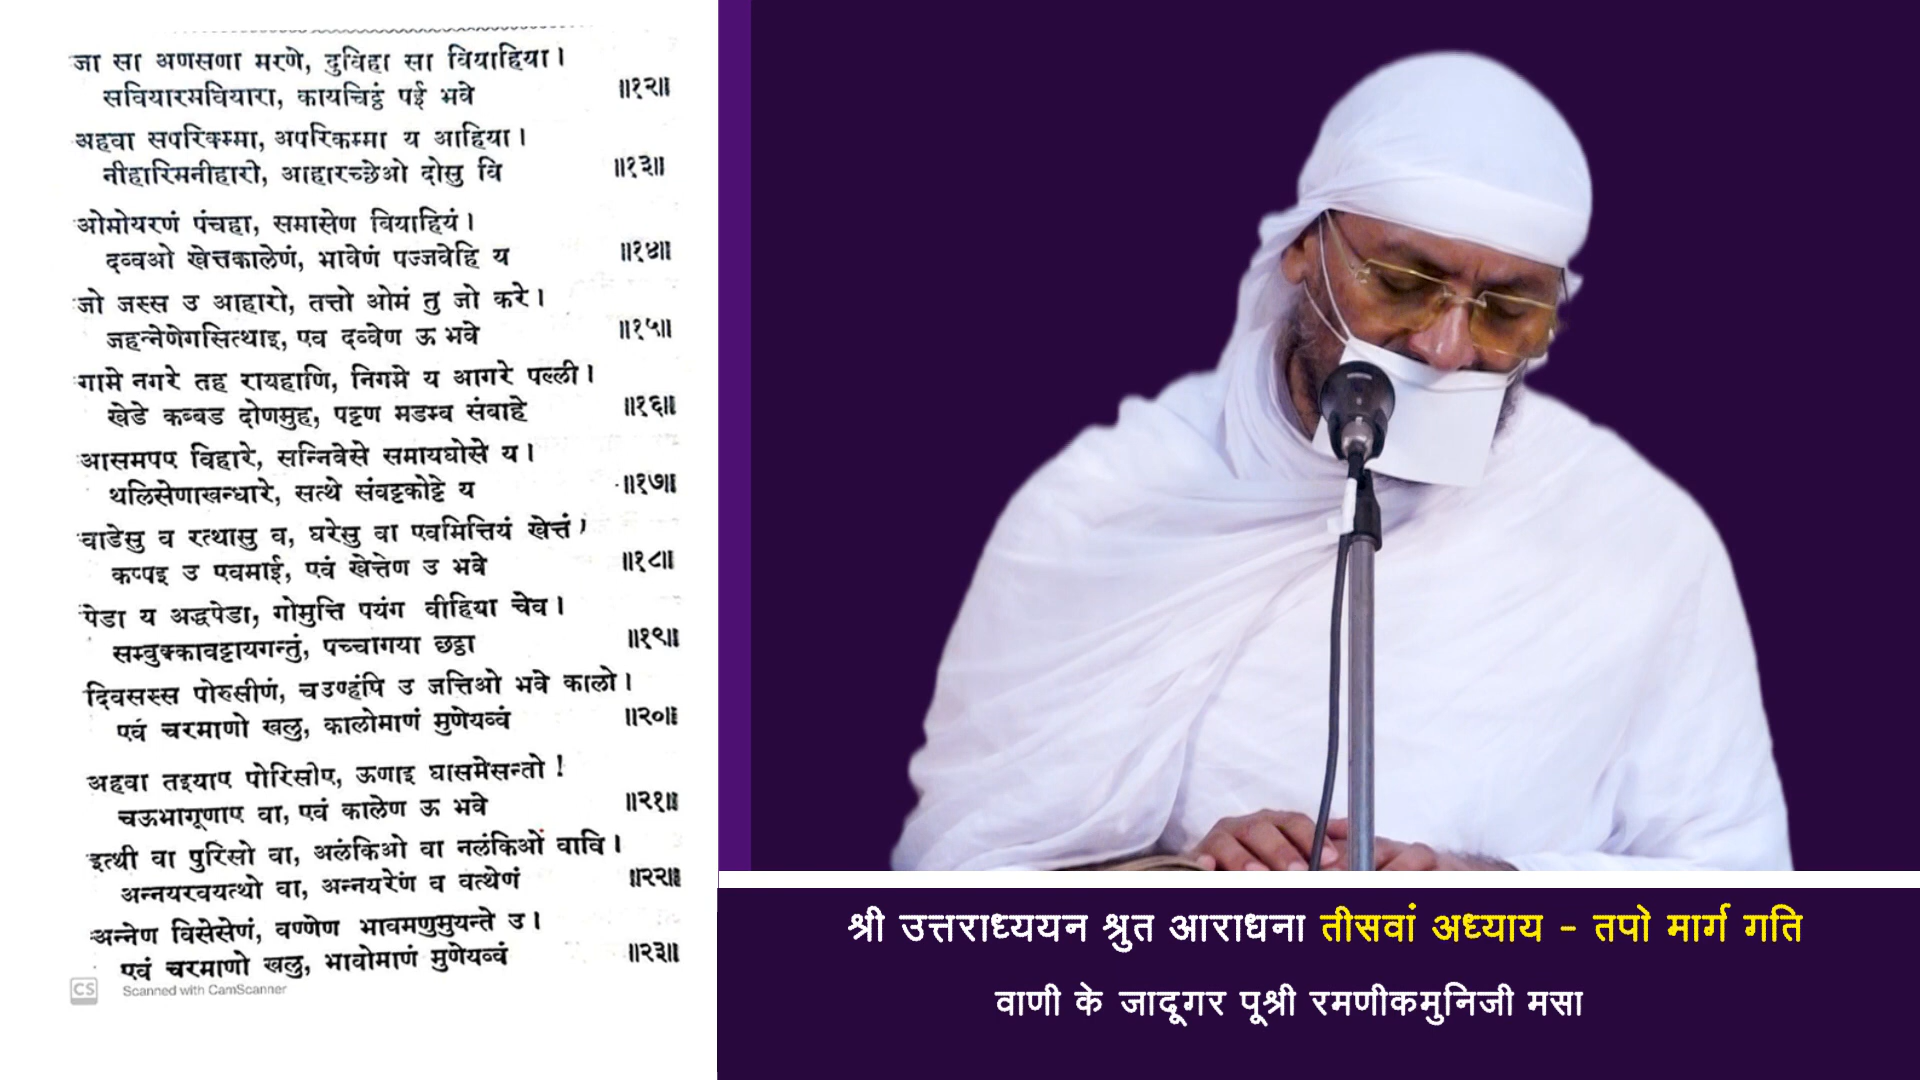 जा सा अणसणा मरणे, दुविहा सा वियाहिया।
सवियारमवियारा, कायचिट्ठं पई भवे ॥१२॥
अहवा सपरिकम्मा, अपरिकम्मा य आहिया।
नीहारिमनीहारी, आहारच्छेओ दोसु वि ॥१३॥
ओमोयरणं पंचहा, समासेण वियाहियं।
दव्वओ खेत्तकालेणं, भावेणं पज्जवेहि य ॥१४॥
जो जस्स उ आहारो, तत्तो ओमं तु जो करे।
जहन्नेणेगसित्थाइ, एव दव्वेण ऊ भवे ॥१५॥
गामे नगरे तह रायहाणि, निगमे य आगरे पल्ली।
खेडे कब्बड दोणमुह, पट्टण मडम्ब संवाहे ॥१६॥
आसमपए विहारे, सन्निवेसे समायघोसे य।
थलिसेणाखन्धारे, सत्थे संवट्टकोट्टे य ॥१७॥
वाडेसु व रत्थासु व, घरेसु वा एवमित्तियं खेत्तं।
कप्पइ उ एवमाई, एवं खेत्तेण उ भवे ॥१८॥
पेडा य अद्धपेडा, गोमुत्ति पयंग वीहिया चेव।
सम्बुक्कावट्टायगन्तुं, पच्चागया छट्ठा ॥१९॥
दिवसस्स पोरुसीणं, चउण्हंपि उ जत्तिओ भवे कालो।
एवं चरमाणो खलु, कालोमाणं मुणेयव्वं ॥२०॥
अहवा तइयाए पोरिसीए, ऊणाइ घासमेसन्तो !
चऊभागूणाए वा, एवं कालेण ऊ भवे ॥२१॥
इत्थी वा पुरिसो वा, अलंकिओ वा नलंकिओ वावि।
अन्नयरवयत्थो वा, अन्नयरेणं व वत्थेणं ॥२२॥
अन्नेण विसेसेणं, वण्णेण भावमणुमुयन्ते उ।
एवं चरमाणो खलु, भावोमाणं मुणेयव्वं ॥२३॥
CS Scanned with CamScanner
श्री उत्तराध्ययन श्रुत आराधना तीसवां अध्याय - तपो मार्ग गति
वाणी के जादूगर पूश्री रमणीकमुनिजी मसा